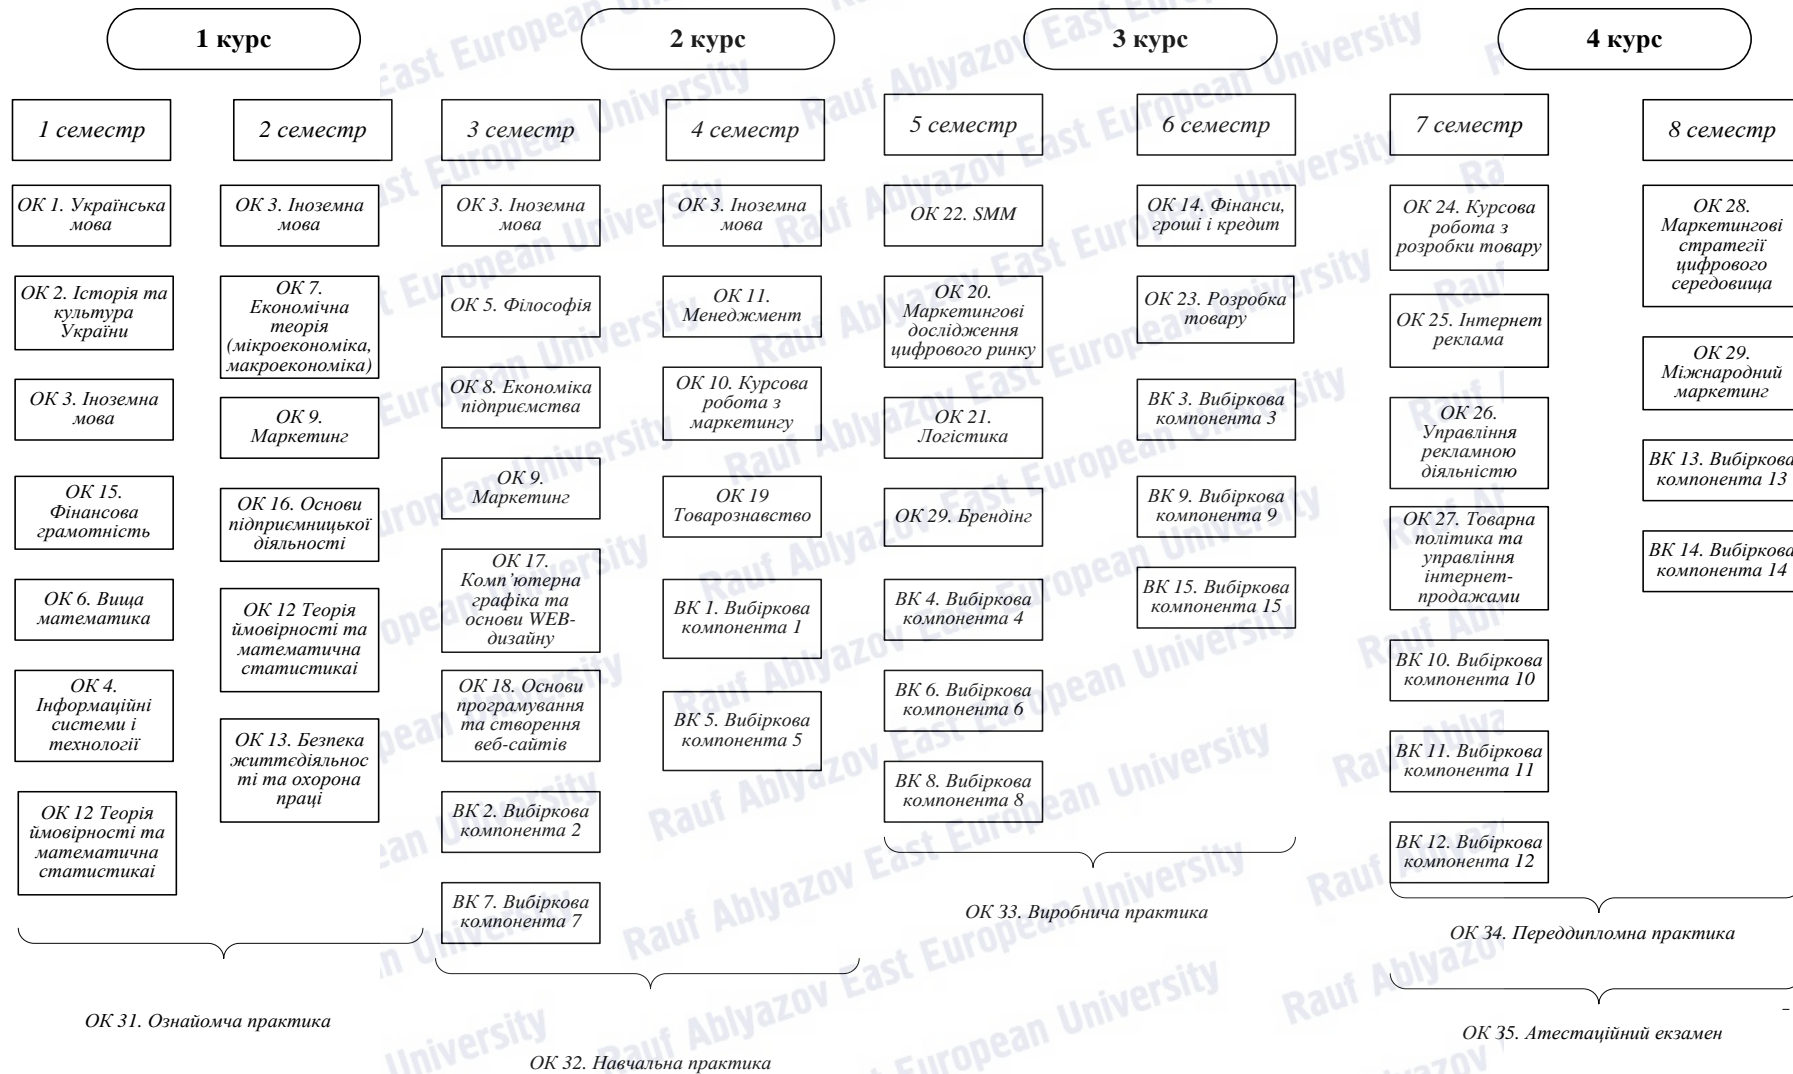 1 курс
2 курс
3 курс
4 курс
1 семестр
2 семестр
3 семестр
4 семестр
5 семестр
6 семестр
7 семестр
8 семестр
ОК 1. Українська
мова
ОК 2. Історія та
культура
України
ОК 3. Іноземна
мова
ОК 15.
Фінансова
грамотність
ОК 6. Вища
математика
ОК 4.
Інформаційні
системи і
технології
ОК 12 Теорія
ймовірності та
математична
статистикаі
ОК 3. Іноземна
мова
ОК 7.
Економічна
теорія
(мікроекономіка,
макроекономіка)
ОК 9.
Маркетинг
ОК 16. Основи
підприємницької
діяльності
ОК 12 Теорія
ймовірності та
математична
статистикаі
ОК 13. Безпека
життєдіяльнос
ті та охорона
праці
ОК 31. Ознайомча практика
ОК 3. Іноземна
мова
ОК 5. Філософія
ОК 8. Економіка
підприємства
ОК 9.
Маркетинг
ОК 17.
Комп’ютерна
графіка та
основи WEB-
дизайну
ОК 18. Основи
програмування
та створення
веб-сайтів
ВК 2. Вибіркова
компонента 2
ВК 7. Вибіркова
компонента 7
ОК 3. Іноземна
мова
ОК 11.
Менеджмент
ОК 10. Курсова
робота з
маркетингу
ОК 19
Товарознавство
ВК 1. Вибіркова
компонента 1
ВК 5. Вибіркова
компонента 5
ОК 32. Навчальна практика
ОК 22. SMM
ОК 20.
Маркетингові
дослідження
цифрового ринку
ОК 21.
Логістика
ОК 29. Брендінг
ВК 4. Вибіркова
компонента 4
ВК 6. Вибіркова
компонента 6
ВК 8. Вибіркова
компонента 8
ОК 14. Фінанси,
гроші і кредит
ОК 23. Розробка
товару
ВК 3. Вибіркова
компонента 3
ВК 9. Вибіркова
компонента 9
ВК 15. Вибіркова
компонента 15
ОК 33. Виробнича практика
ОК 24. Курсова
робота з
розробки товару
ОК 25. Інтернет
реклама
ОК 26.
Управління
рекламною
діяльністю
ОК 27. Товарна
політика та
управління
інтернет-
продажами
ВК 10. Вибіркова
компонента 10
ВК 11. Вибіркова
компонента 11
ВК 12. Вибіркова
компонента 12
ОК 28.
Маркетингові
стратегії
цифрового
середовища
ОК 29.
Міжнародний
маркетинг
ВК 13. Вибіркова
компонента 13
ВК 14. Вибіркова
компонента 14
ОК 34. Переддипломна практика
ОК 35. Атестаційний екзамен
Rauf Ablyazov East European University